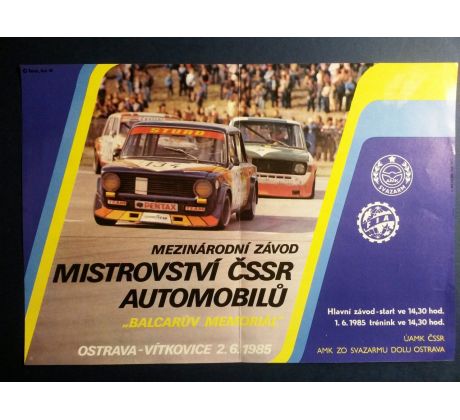 STURD
PENTAX
MEZINÁRODNÍ ZÁVOD
MISTROVSTVÍ ČSSR
AUTOMOBILŮ
„BALCARŮV MEMORIÁL"
OSTRAVA-VÍTKOVICE 2.6.1985
SVAZARM
FIA
Hlavní závod-start ve 14,30 hod.
1. 6. 1985 trénink ve 14,30 hod.
ÚAMK ČSSR
AMK ZO SVAZARMU DOLU OSTRAVA